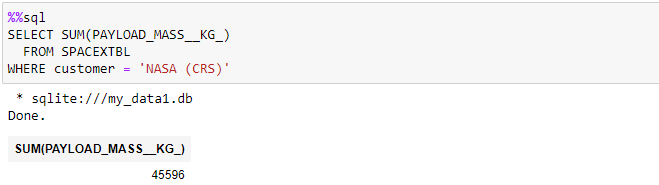 %%sql
SELECT SUM(PAYLOAD_MASS__KG_)
  FROM SPACEXTBL
WHERE customer = 'NASA (CRS)'
 * sqlite:///my_data1.db
Done.
SUM(PAYLOAD_MASS__KG_)
45596